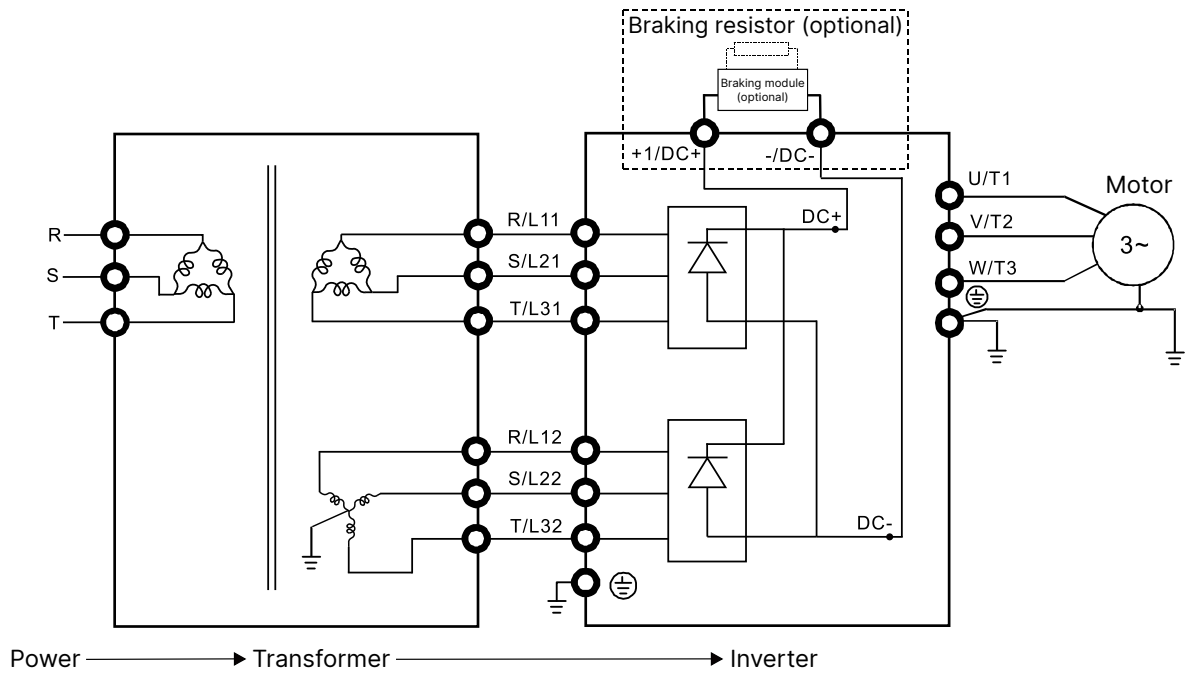 Braking resistor (optional)
Braking module
(optional)
+1/DC+
-/DC-
R
S
T
R/L11
S/L21
T/L31
R/L12
S/L22
T/L32
DC+
DC-
U/T1
V/T2
W/T3
Motor
3~
Power
Transformer
Inverter